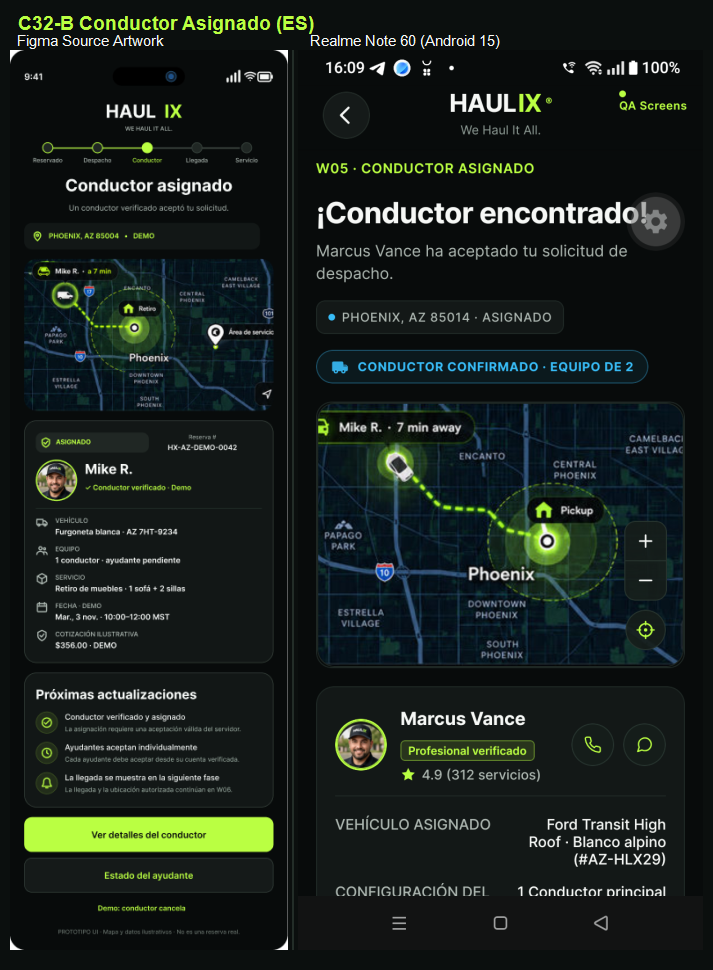 C32-B Conductor Asignado (ES)
Figma Source Artwork
9:41
HAUL IX
WE HAUL IT ALL.
Reservado Despacho Conductor Llegada Servicio
Conductor asignado
Un conductor verificado aceptó tu solicitud.
PHOENIX, AZ 85004 • DEMO
Mike R. · a 7 min
ENCANTO
CAMELBACK
EAST VILLAGE
CENTRAL
PHOENIX
17
101
Retiro
PAPAGO
PARK
Área de servicio
10
Phoenix
ESTRELLA
VILLAGE
DOWNTOWN
PHOENIX
SOUTH
PHOENIX
ASIGNADO
Reserva #
HX-AZ-DEMO-0042
Mike R.
✓ Conductor verificado · Demo
VEHÍCULO
Furgoneta blanca · AZ 7HT-9234
EQUIPO
1 conductor · ayudante pendiente
SERVICIO
Retiro de muebles · 1 sofá + 2 sillas
FECHA · DEMO
Mar., 3 nov. · 10:00–12:00 MST
COTIZACIÓN ILUSTRATIVA
$356.00 · DEMO
Próximas actualizaciones
Conductor verificado y asignado
La asignación requiere una aceptación válida del servidor.
Ayudantes aceptan individualmente
Cada ayudante debe aceptar desde su cuenta verificada.
La llegada se muestra en la siguiente fase
La llegada y la ubicación autorizada continúan en W06.
Ver detalles del conductor
Estado del ayudante
Demo: conductor cancela
PROTOTIPO UI · Mapa y datos ilustrativos · No es una reserva real.
Realme Note 60 (Android 15)
16:09 100%
HAULIX®
We Haul It All.
QA Screens
W05 · CONDUCTOR ASIGNADO
¡Conductor encontrado!
Marcus Vance ha aceptado tu solicitud de
despacho.
PHOENIX, AZ 85014 · ASIGNADO
CONDUCTOR CONFIRMADO · EQUIPO DE 2
Mike R. · 7 min away
CAMELBACK
EAST VILLAGE
ENCANTO
CENTRAL
PHOENIX
Pickup
PAPAGO
PARK
+
10
Phoenix
−
ESTRELLA
VILLAGE
DOWNTOWN
PHOENIX
SOUTH
PHOENIX
Marcus Vance
Profesional verificado
4.9 (312 servicios)
VEHÍCULO ASIGNADO Ford Transit High
Roof · Blanco alpino
(#AZ-HLX29)
CONFIGURACIÓN DEL 1 Conductor principal